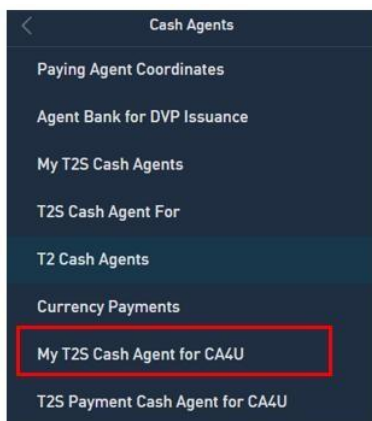 Cash Agents
Paying Agent Coordinates
Agent Bank for DVP Issuance
My T2S Cash Agents
T2S Cash Agent For
T2 Cash Agents
Currency Payments
My T2S Cash Agent for CA4U
T2S Payment Cash Agent for CA4U